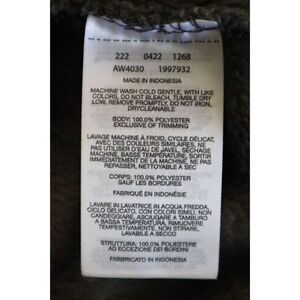 222 0422 1268
AW4030 1997932
MADE IN INDONESIA
MACHINE WASH COLD GENTLE, WITH LIKE
COLORS, DO NOT BLEACH, TUMBLE DRY
LOW, REMOVE PROMPTLY, DO NOT IRON,
DRYCLEANABLE
BODY: 100.0% POLYESTER
EXCLUSIVE OF TRIMMING
LAVAGE MACHINE À FROID, CYCLE DÉLICAT,
AVEC DES COULEURS SIMILAIRES, NE
PAS UTILISER D'EAU DE JAVEL, SÉCHAGE
MACHINE, BASSE TEMPÉRATURE, SORTIR
IMMÉDIATEMENT DE LA MACHINE, NE PAS
REPASSER, NETTOYABLE À SEC
CORPS: 100.0% POLYESTER
SAUF LES BORDURES
FABRIQUÉ EN INDONÉSIE
LAVARE IN LAVATRICE IN ACQUA FREDDA,
CICLO DELICATO, CON COLORI SIMILI, NON
CANDEGGIARE, ASCIUGARE A TAMBURO
A BASSA TEMPERATURA, RIMUOVERE
TEMPESTIVAMENTE, NON STIRARE,
LAVABILE A SECCO
STRUTTURA: 100.0% POLIESTERE
AD ECCEZIONE DEI BORDINI
FABBRICATO IN INDONESIA